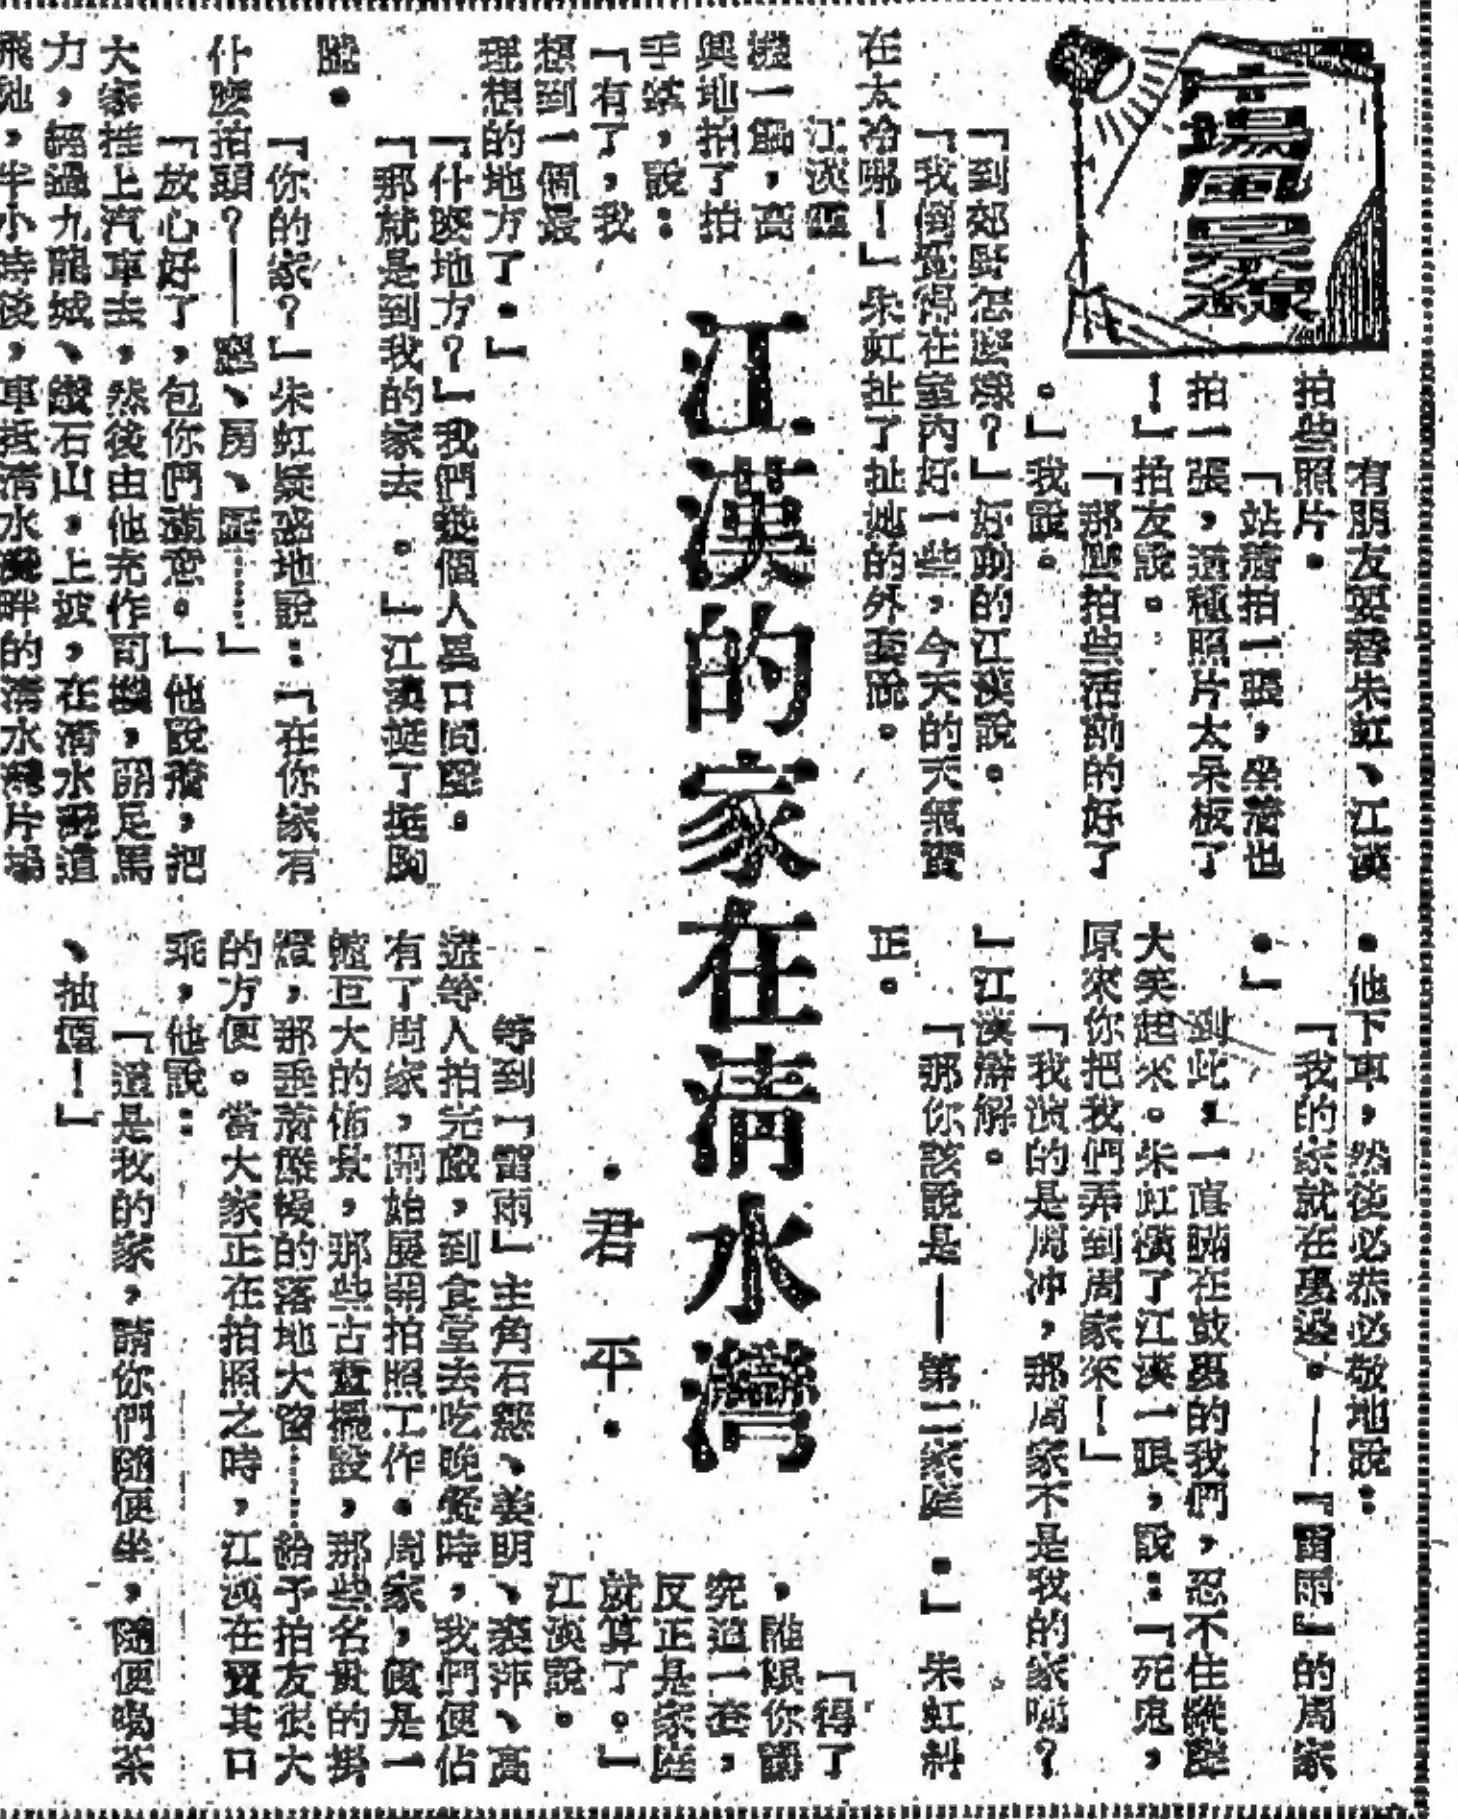 片場風景線
江漢的家在清水灣
・君平・
有朋友要替朱虹、江漢
拍些照片。
「站着拍一張,坐着也
拍一張,這種照片太呆板了
!」拍友說。
「那麼拍些活潑的好了
。」我說。
「到郊野怎麼樣?」好動的江漢說。
「我倒覺得在室內好一些,今天的天氣實
在太冷哪!」朱虹扯了扯她的外套說。
江漢靈
機一觸,高
興地拍了拍
手掌,說:
「有了,我
想到一個最
理想的地方了。」
「什麼地方?」我們幾個人異口同聲。
「那就是到我的家去。」江漢挺了挺胸
膛。
「你的家?」朱虹疑惑地說:「在你家有
什麼拍頭?——廳、房、……」
「放心好了,包你們滿意。」他說着,把
大家推上汽車去,然後由他充作司機,開足馬
力,經過九龍城、鑽石山,上坡,在清水灣道
飛馳,半小時後,車抵清水灣畔的清水灣片場
。他下車,然後必恭必敬地說:
「我的家就在裏邊。——『雷雨』的周家
。」
到此,一直瞞在鼓裏的我們,忍不住縱聲
大笑起來。朱虹橫了江漢一眼,說:「死鬼,
原來你把我們弄到周家來!」
「我演的是周冲,那周家不是我的家嗎?
」江漢辯解。
「那你該說是——第二家庭。」朱虹糾
正。
「得了
,誰跟你講
究這一套,
反正是家庭
就算了。」
江漢說。
等到「雷雨」主角石慧、姜明、龔沖、高
遠等人拍完戲,到食堂去吃晚餐時,我們便佔
有了周家,開始展開拍照工作。周家,眞是一
體巨大的佈景,那些古董擺設,那些名貴的掛
燈,那垂着幔的落地大窗……給予拍友很大
的方便。當大家正在拍照之時,江漢在賣其口
乖,他說:
「這是我的家,請你們隨便坐,隨便喝茶
、抽煙!」